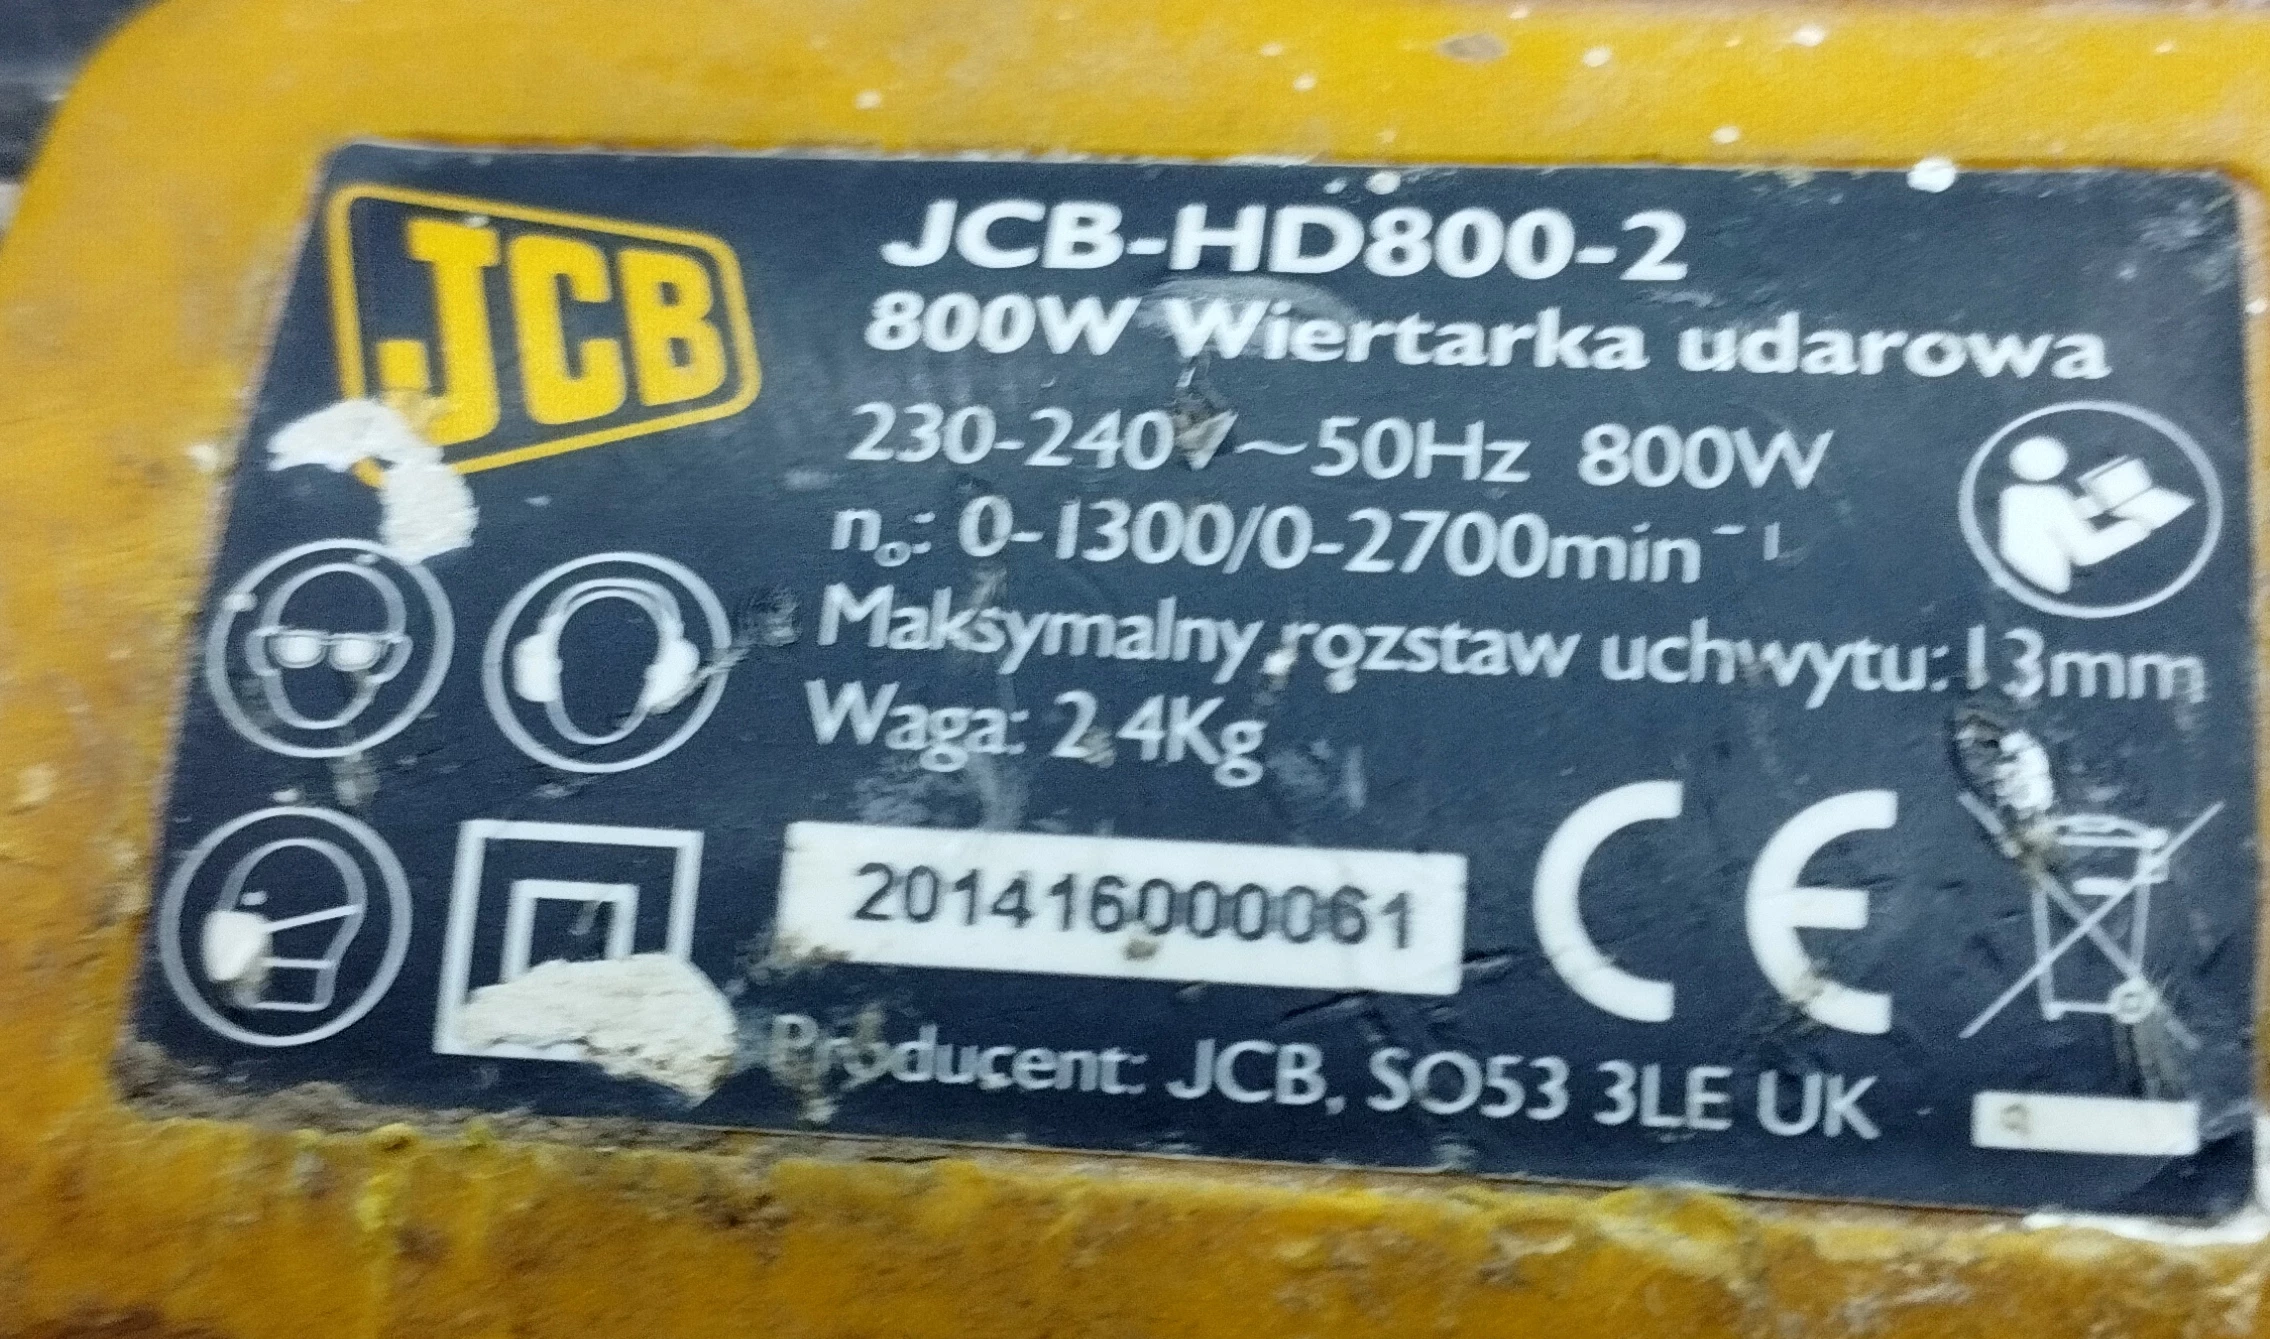 JCB
JCB-HD800-2
800W Wiertarka udarowa
230-240V~50Hz 800W
n₀: 0-1300/0-2700min⁻¹
Maksymalny rozstaw uchwytu: 13mm
Waga: 2.4Kg
201416000061
CE
Producent: JCB, SO53 3LE UK